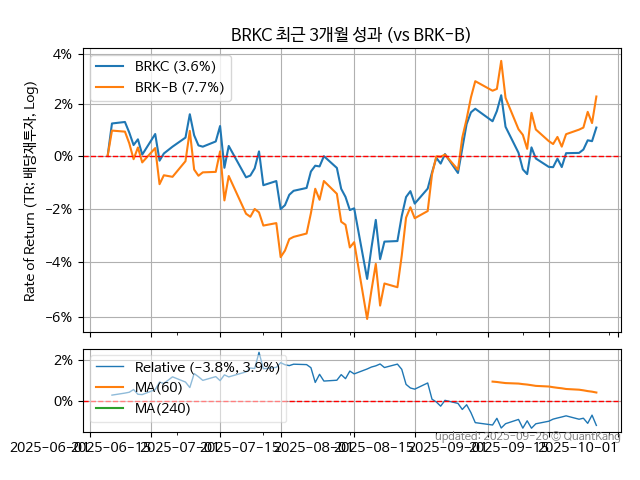 BRKC 최근 3개월 성과 (vs BRK-B)
Rate of Return (TR: 배당재투자, Log)
4%
2%
0%
-2%
-4%
-6%
BRKC (3.6%)
BRK-B (7.7%)
2%
0%
Relative (-3.8%, 3.9%)
MA(60)
MA(240)
updated: 2025-09-26 © QuantKang
2025-06-01
2025-06-15
2025-07-01
2025-07-15
2025-08-01
2025-08-15
2025-09-01
2025-09-15
2025-10-01